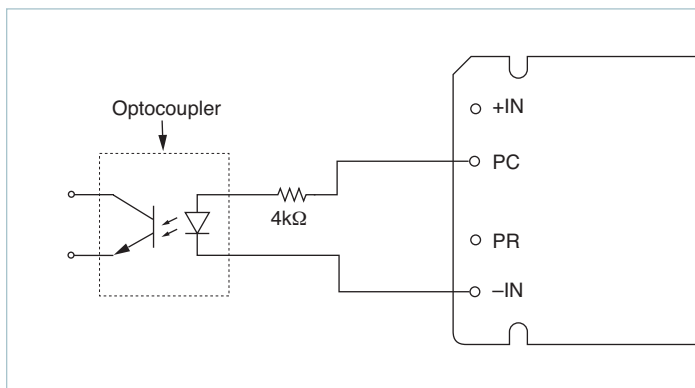 Optocoupler
4kΩ
+IN
PC
PR
–IN